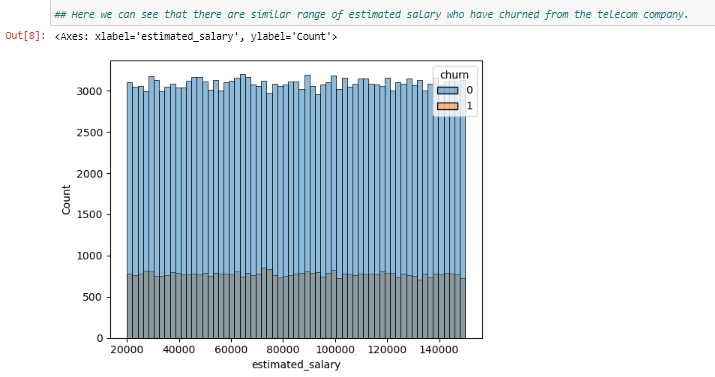 ## Here we can see that there are similar range of estimated salary who have churned from the telecom company.
Out[8]: <Axes: xlabel='estimated_salary', ylabel='Count'>
churn
0
1
3000
2500
2000
1500
1000
500
0
Count
20000 40000 60000 80000 100000 120000 140000
estimated_salary